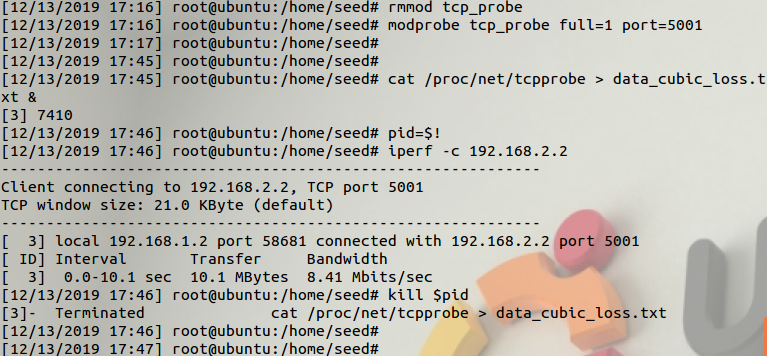 [12/13/2019 17:16] root@ubuntu:/home/seed# rmmod tcp_probe
[12/13/2019 17:16] root@ubuntu:/home/seed# modprobe tcp_probe full=1 port=5001
[12/13/2019 17:17] root@ubuntu:/home/seed#
[12/13/2019 17:45] root@ubuntu:/home/seed#
[12/13/2019 17:45] root@ubuntu:/home/seed# cat /proc/net/tcpprobe > data_cubic_loss.t
xt &
[3] 7410
[12/13/2019 17:46] root@ubuntu:/home/seed# pid=$!
[12/13/2019 17:46] root@ubuntu:/home/seed# iperf -c 192.168.2.2
------------------------------------------------------------
Client connecting to 192.168.2.2, TCP port 5001
TCP window size: 21.0 KByte (default)
------------------------------------------------------------
[  3] local 192.168.1.2 port 58681 connected with 192.168.2.2 port 5001
[ ID] Interval       Transfer     Bandwidth
[  3]  0.0-10.1 sec  10.1 MBytes  8.41 Mbits/sec
[12/13/2019 17:46] root@ubuntu:/home/seed# kill $pid
[3]-  Terminated              cat /proc/net/tcpprobe > data_cubic_loss.txt
[12/13/2019 17:46] root@ubuntu:/home/seed#
[12/13/2019 17:47] root@ubuntu:/home/seed#